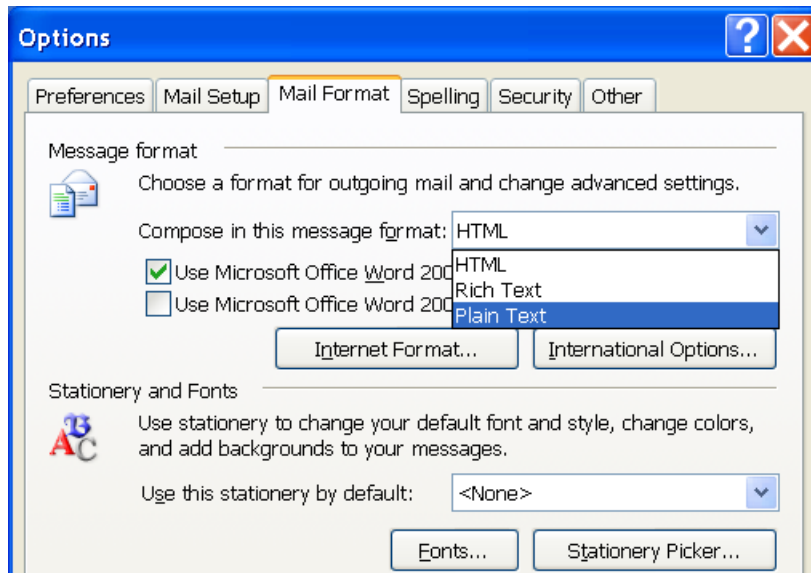 Options
Preferences Mail Setup Mail Format Spelling Security Other
Message format
Choose a format for outgoing mail and change advanced settings.
Compose in this message format: HTML
Use Microsoft Office Word 200
HTML
Rich Text
Use Microsoft Office Word 200
Plain Text
Internet Format... International Options...
Stationery and Fonts
Use stationery to change your default font and style, change colors,
and add backgrounds to your messages.
Use this stationery by default: <None>
Fonts... Stationery Picker...